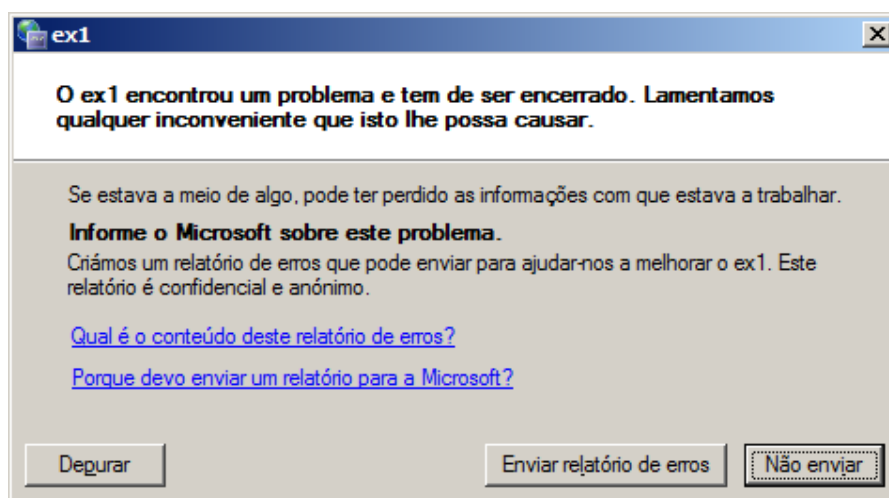 ex1
O ex1 encontrou um problema e tem de ser encerrado. Lamentamos
qualquer inconveniente que isto lhe possa causar.
Se estava a meio de algo, pode ter perdido as informações com que estava a trabalhar.
Informe o Microsoft sobre este problema.
Criámos um relatório de erros que pode enviar para ajudar-nos a melhorar o ex1. Este
relatório é confidencial e anónimo.
Qual é o conteúdo deste relatório de erros?
Porque devo enviar um relatório para a Microsoft?
Depurar
Enviar relatório de erros
Não enviar